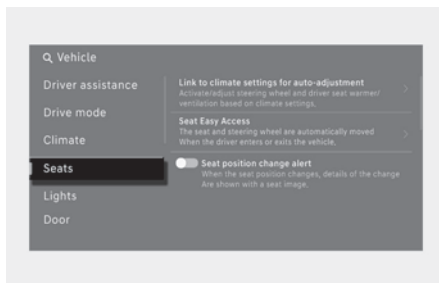 Vehicle
Driver assistance
Drive mode
Climate
Seats
Lights
Door
Link to climate settings for auto-adjustment
Activate/adjust steering wheel and driver seat warmer/
ventilation based on climate settings.
Seat Easy Access
The seat and steering wheel are automatically moved
When the driver enters or exits the vehicle.
Seat position change alert
When the seat position changes, details of the change
Are shown with a seat image.